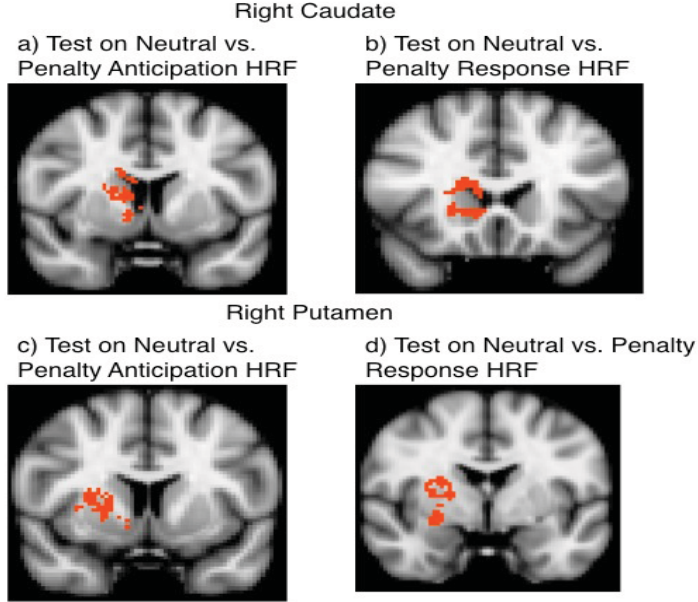 Right Caudate
a) Test on Neutral vs.
Penalty Anticipation HRF
b) Test on Neutral vs.
Penalty Response HRF
Right Putamen
c) Test on Neutral vs.
Penalty Anticipation HRF
d) Test on Neutral vs. Penalty
Response HRF